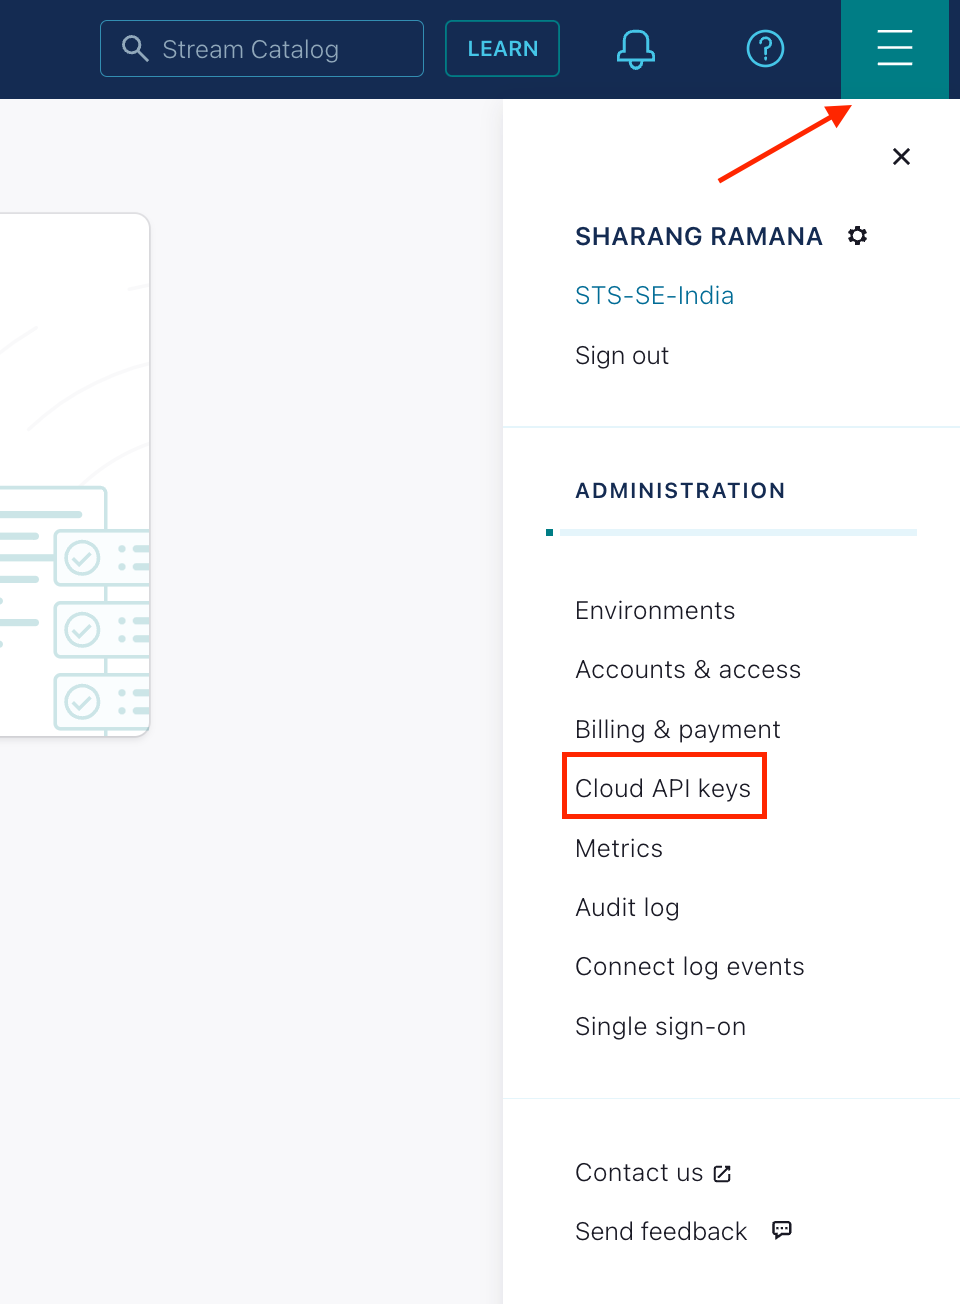 Stream Catalog
LEARN
SHARANG RAMANA
STS-SE-India
Sign out
ADMINISTRATION
Environments
Accounts & access
Billing & payment
Cloud API keys
Metrics
Audit log
Connect log events
Single sign-on
Contact us
Send feedback